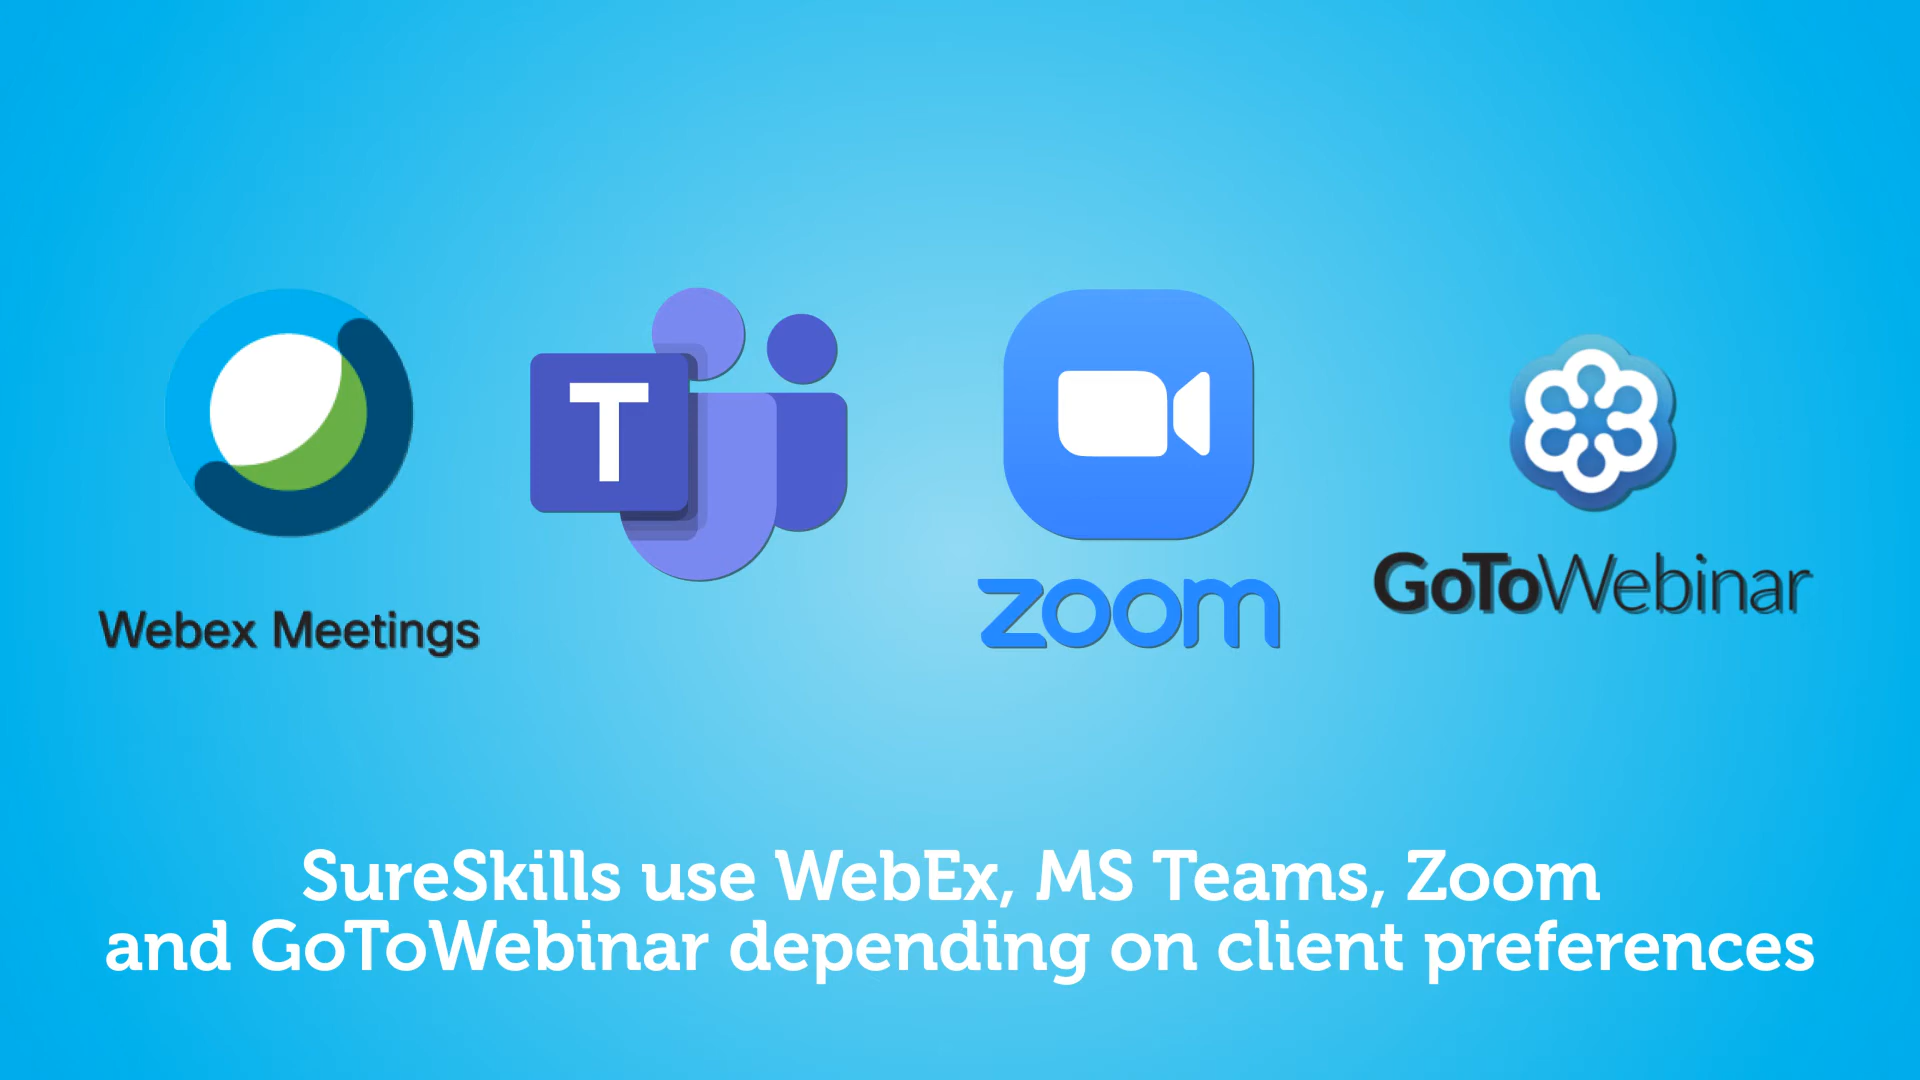 T
Webex Meetings
zoom
GoToWebinar
SureSkills use WebEx, MS Teams, Zoom
and GoToWebinar depending on client preferences